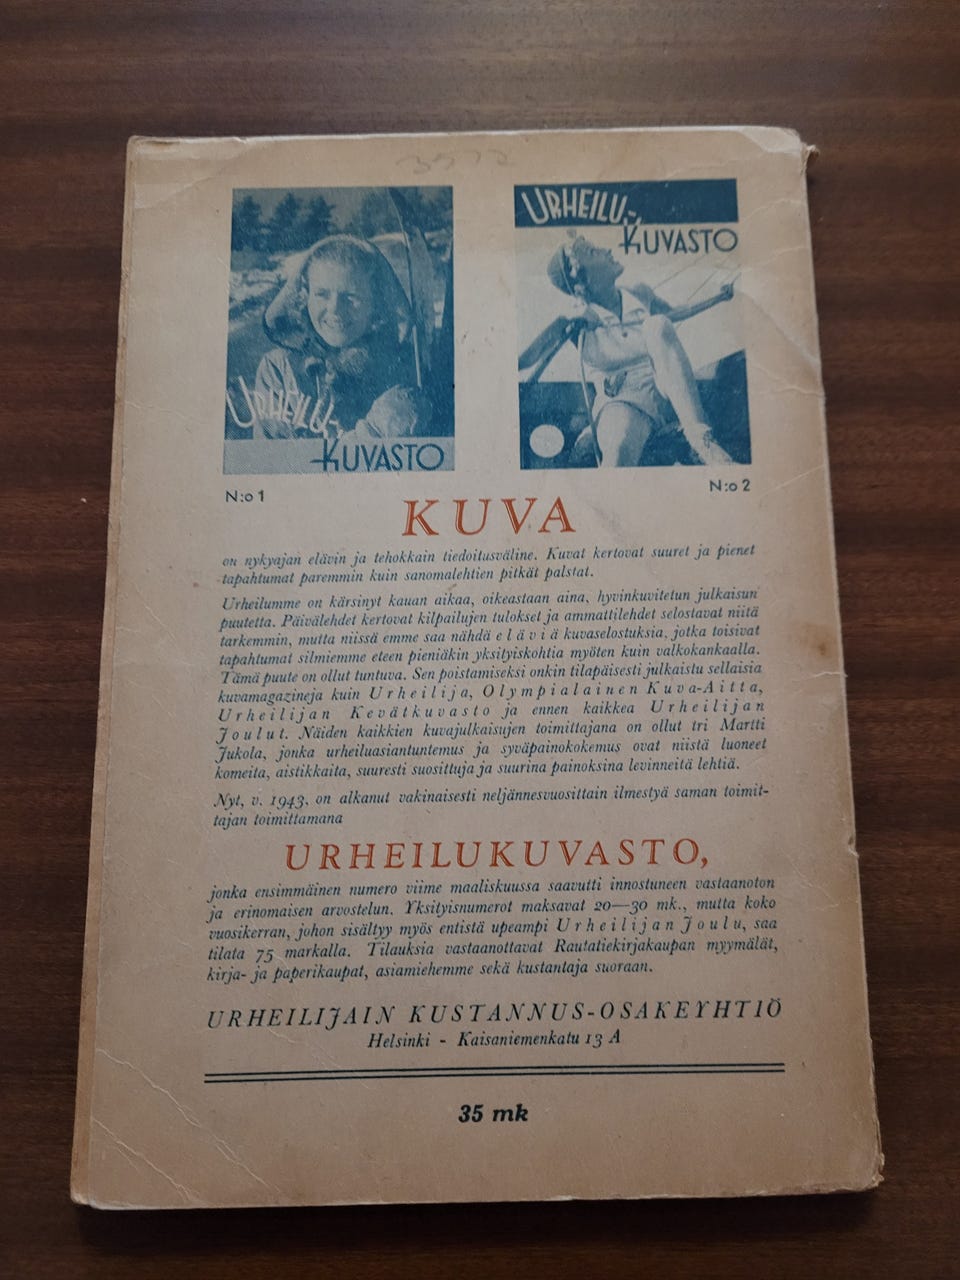 3572
URHEILU-
KUVASTO
URHEILU-
KUVASTO
N:o 1
N:o 2
KUVA
on nykyajan elävin ja tehokkain tiedoitusväline. Kuvat kertovat suuret ja pienet
tapahtumat paremmin kuin sanomalehtien pitkät palstat.
Urheilumme on kärsinyt kauan aikaa, oikeastaan aina, hyvinkuvitetun julkaisun
puutetta. Päivälehdet kertovat kilpailujen tulokset ja ammattilehdet selostavat niitä
tarkemmin, mutta niissä emme saa nähdä eläviä kuvaselostuksia, jotka toisivat
tapahtumat silmiemme eteen pieniäkin yksityiskohtia myöten kuin valkokankaalla.
Tämä puute on ollut tuntuva. Sen poistamiseksi onkin tilapäisesti julkaistu sellaisia
kuvamagazineja kuin Urheilija, Olympialainen Kuva-Aitta,
Urheilijan Kevätkuvasto ja ennen kaikkea Urheilijan
Joulut. Näiden kaikkien kuvajulkaisujen toimittajana on ollut tri Martti
Jukola, jonka urheiluasiantuntemus ja syväpainokokemus ovat niistä luoneet
komeita, aistikkaita, suuresti suosittuja ja suurina painoksina levinneitä lehtiä.
Nyt, v. 1943, on alkanut vakinaisesti neljännesvuosittain ilmestyä saman toimit-
tajan toimittamana
URHEILUKUVASTO,
jonka ensimmäinen numero viime maaliskuussa saavutti innostuneen vastaanoton
ja erinomaisen arvostelun. Yksityisnumerot maksavat 20—30 mk., mutta koko
vuosikerran, johon sisältyy myös entistä upeampi Urheilijan Joulu, saa
tilata 75 markalla. Tilauksia vastaanottavat Rautatiekirjakaupan myymälät,
kirja- ja paperikaupat, asiamiehemme sekä kustantaja suoraan.
URHEILIJAIN KUSTANNUS-OSAKEYHTIÖ
Helsinki - Kaisaniemenkatu 13 A
35 mk